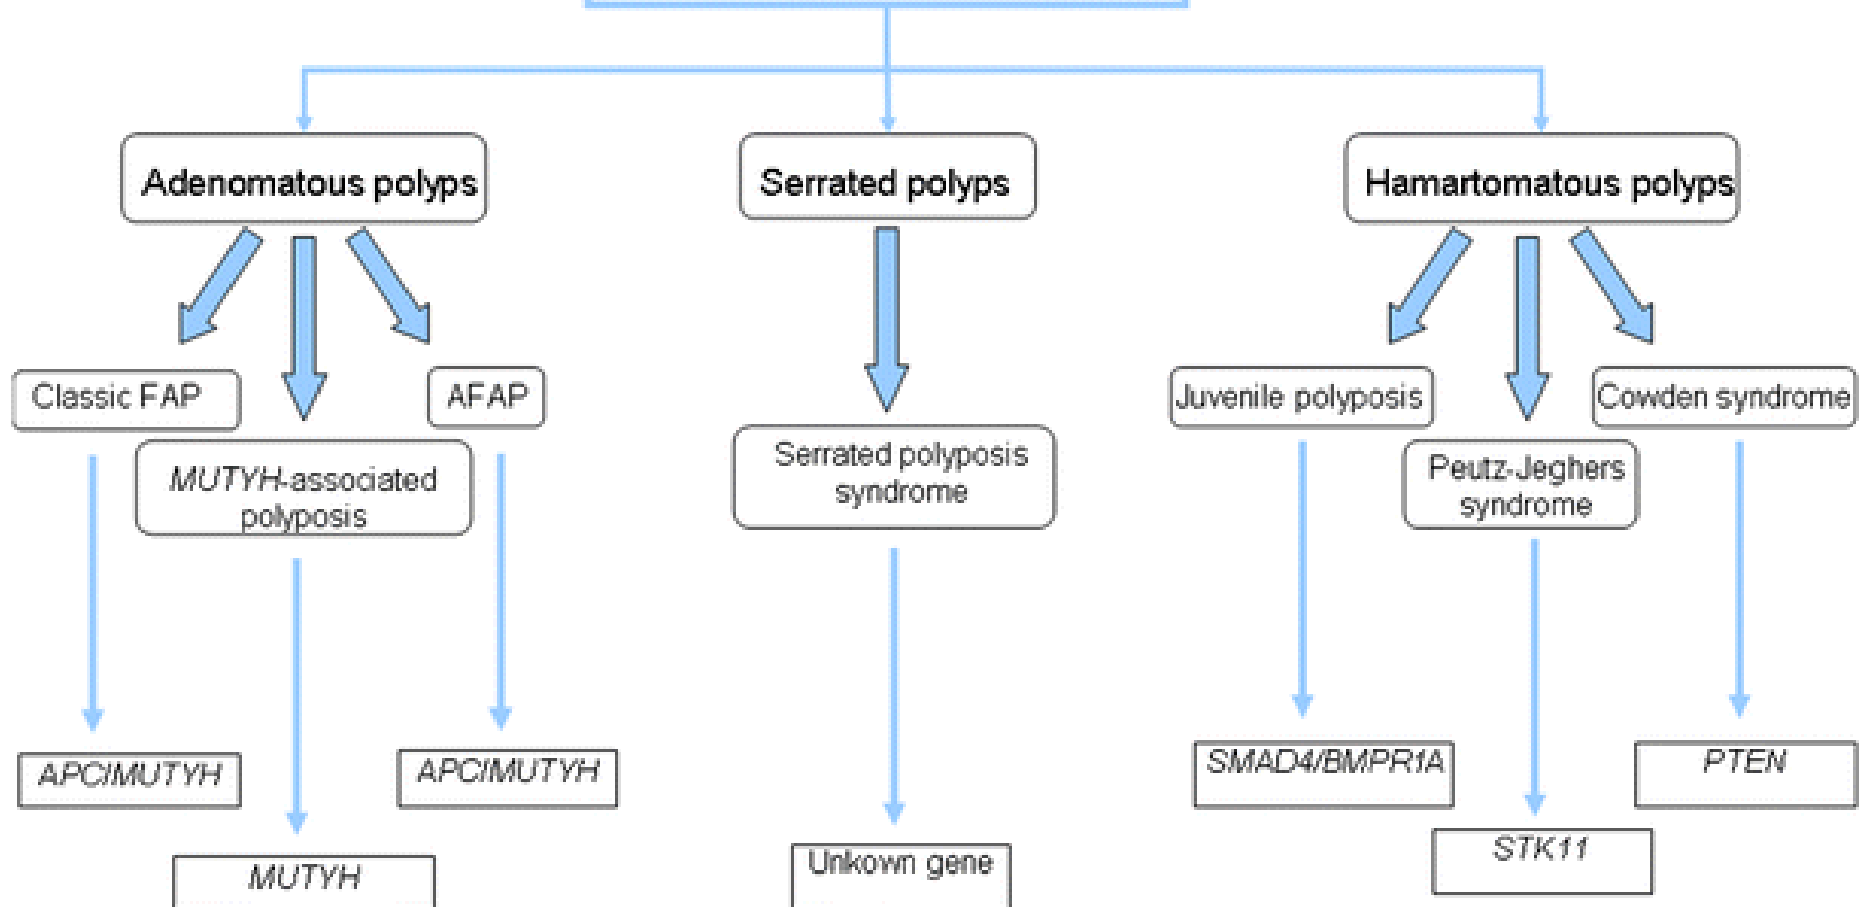 Adenomatous polyps
Serrated polyps
Hamartomatous polyps
Classic FAP
AFAP
MUTYH-associated
polyposis
Serrated polyposis
syndrome
Juvenile polyposis
Cowden syndrome
Peutz-Jeghers
syndrome
APC/MUTYH
APC/MUTYH
MUTYH
Unkown gene
SMAD4/BMPR1A
PTEN
STK11